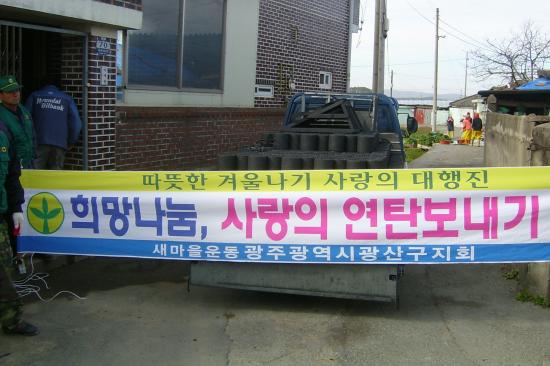 Hyundai
Oilbank
따뜻한 겨울나기 사랑의 대행진
희망나눔, 사랑의 연탄보내기
새마을운동광주광역시광산구지회